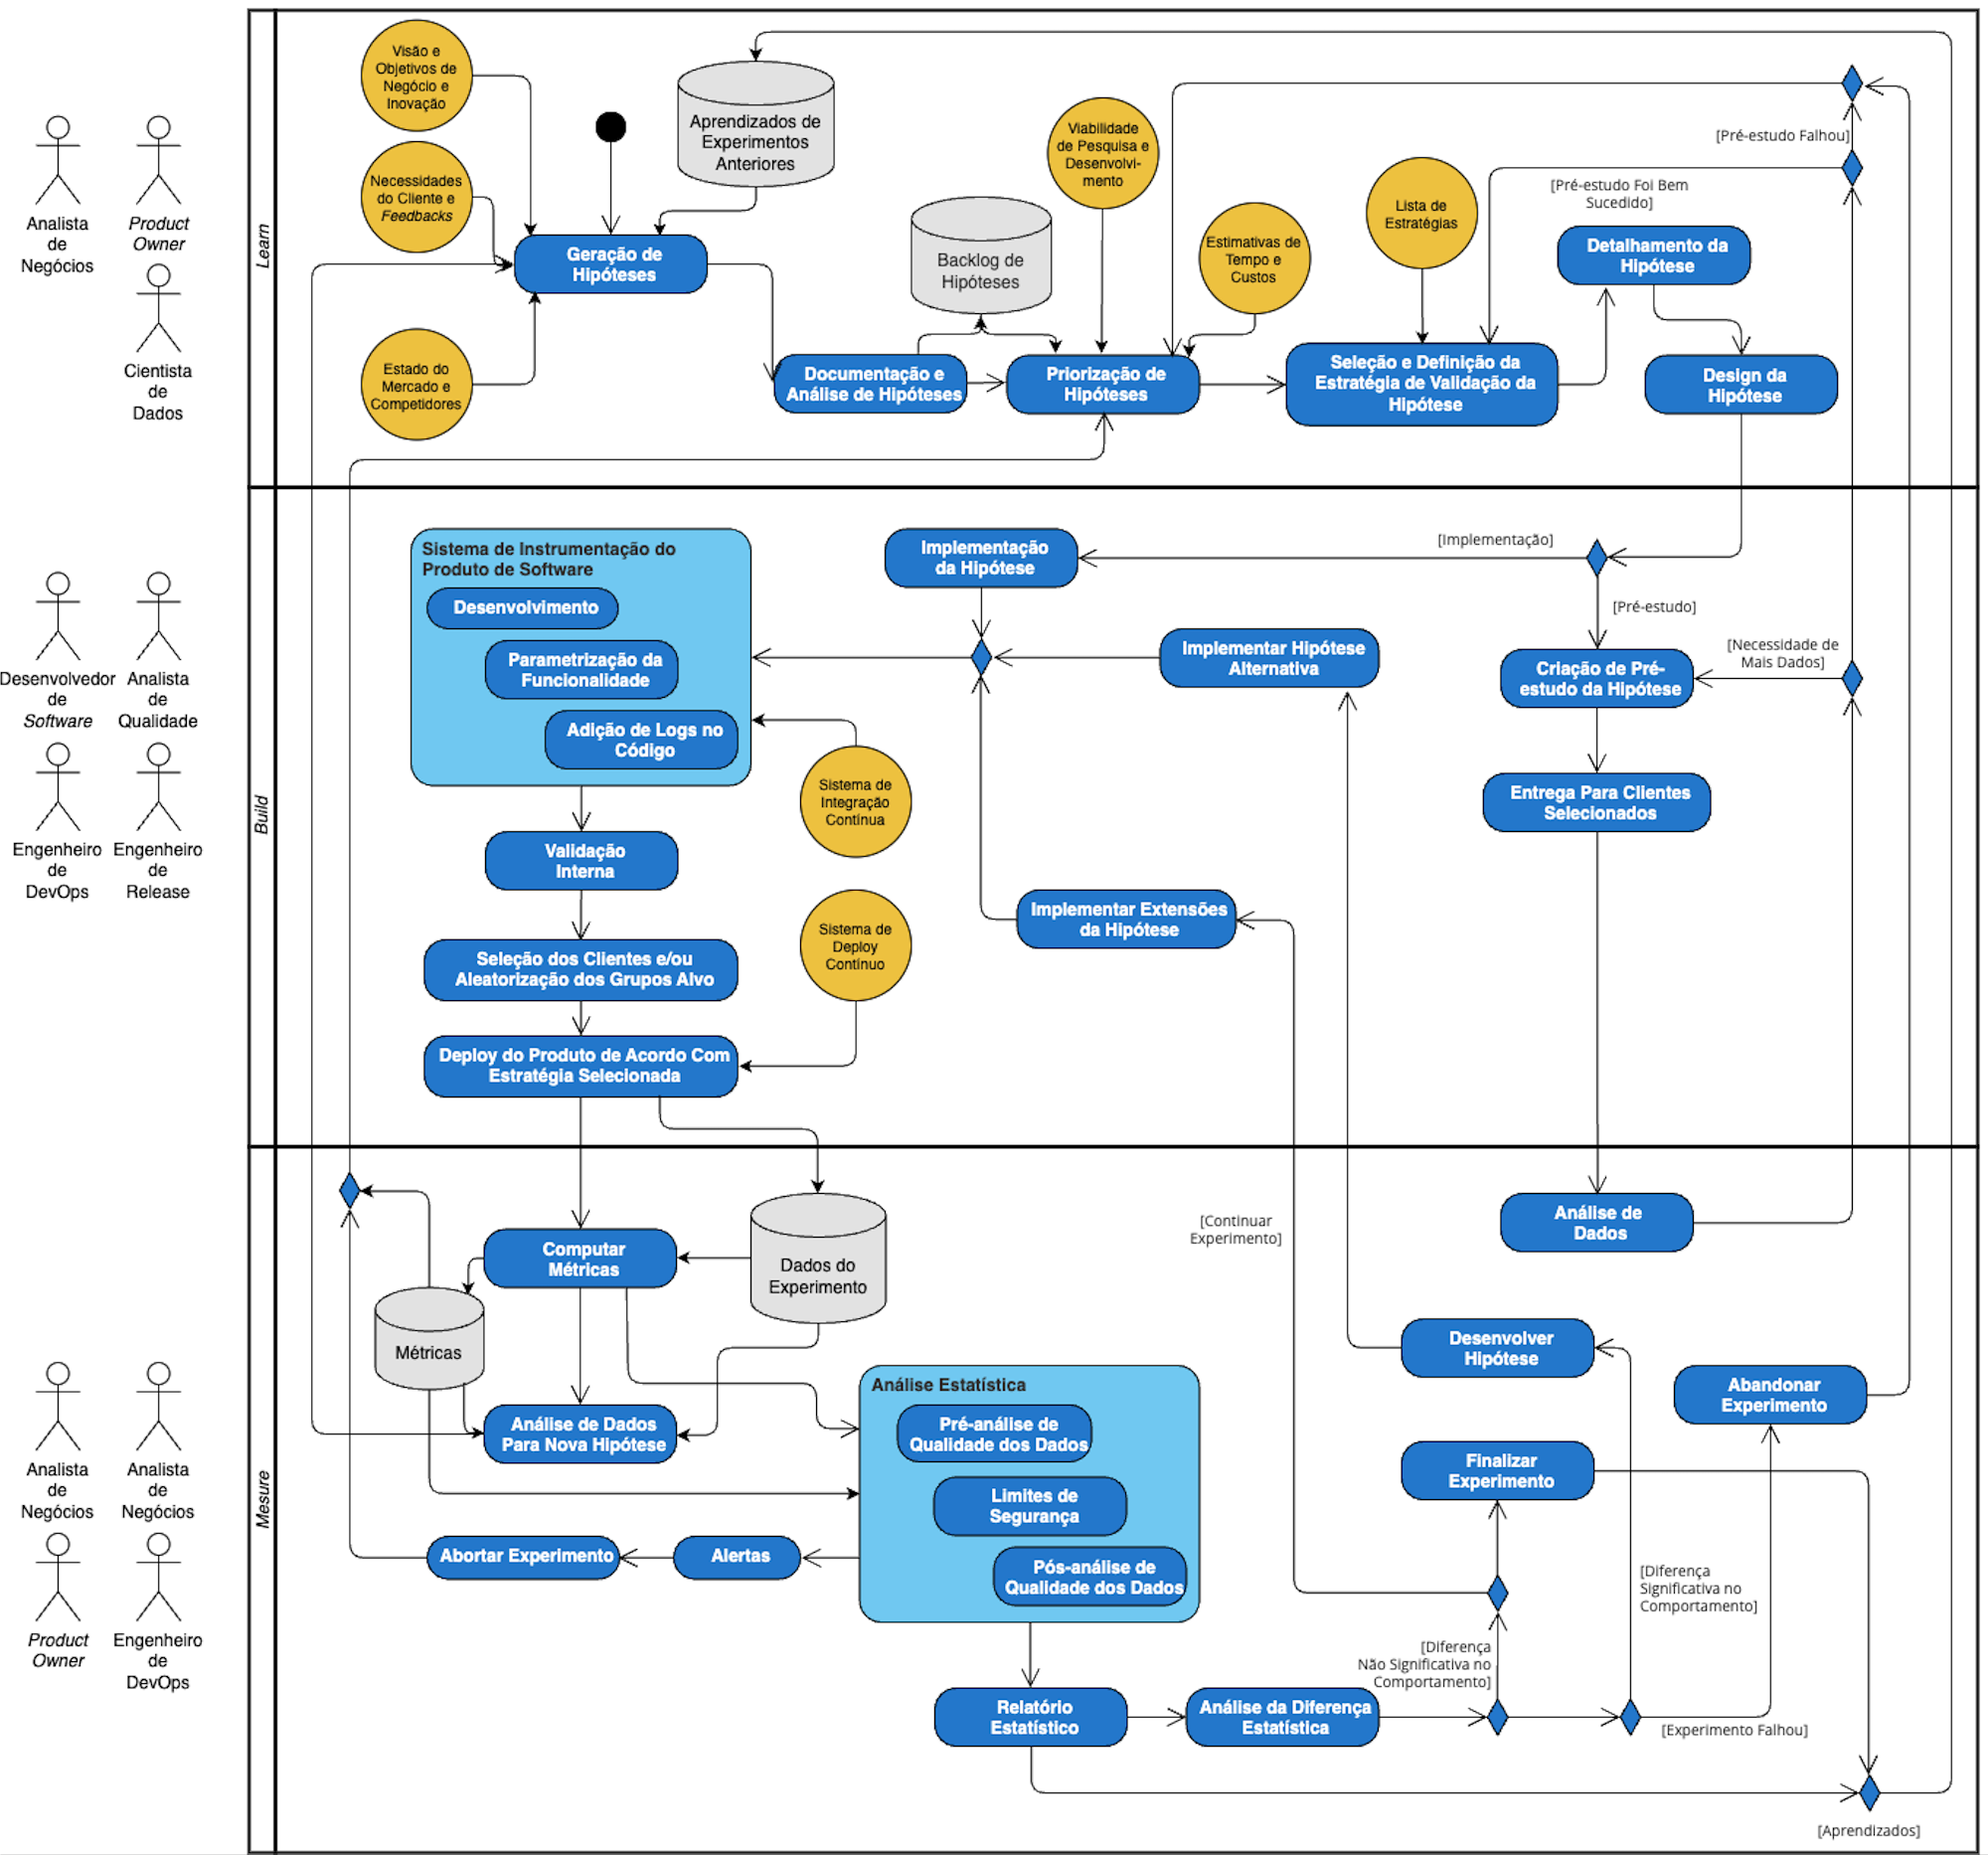 Visão e
Objetivos de
Negócio e
Inovação
Necessidades
do Cliente e
Feedbacks
Estado do
Mercado e
Competidores
Aprendizados de
Experimentos
Anteriores
Geração de
Hipóteses
Backlog de
Hipóteses
Documentação e
Análise de Hipóteses
Viabilidade
de Pesquisa e
Desenvolvi-
mento
Estimativas de
Tempo e
Custos
Priorização de
Hipóteses
Lista de
Estratégias
Seleção e Definição da
Estratégia de Validação da
Hipótese
[Pré-estudo Falhou]
[Pré-estudo Foi Bem
Sucedido]
Detalhamento da
Hipótese
Design da
Hipótese
Analista
de
Negócios
Product
Owner
Cientista
de
Dados
Learn
Sistema de Instrumentação do
Produto de Software
Desenvolvimento
Parametrização da
Funcionalidade
Adição de Logs no
Código
Implementação
da Hipótese
[Implementação]
[Pré-estudo]
Implementar Hipótese
Alternativa
Criação de Pré-
estudo da Hipótese
[Necessidade de
Mais Dados]
Entrega Para Clientes
Selecionados
Sistema de
Integração
Contínua
Validação
Interna
Sistema de
Deploy
Contínuo
Implementar Extensões
da Hipótese
Seleção dos Clientes e/ou
Aleatorização dos Grupos Alvo
Deploy do Produto de Acordo Com
Estratégia Selecionada
Desenvolvedor
de
Software
Analista
de
Qualidade
Engenheiro
de
DevOps
Engenheiro
de
Release
Build
Computar
Métricas
Dados do
Experimento
Métricas
Análise de Dados
Para Nova Hipótese
[Continuar
Experimento]
Análise de
Dados
Desenvolver
Hipótese
Abandonar
Experimento
Finalizar
Experimento
Análise Estatística
Pré-análise de
Qualidade dos Dados
Limites de
Segurança
Pós-análise de
Qualidade dos Dados
Abortar Experimento
Alertas
[Diferença
Significativa no
Comportamento]
[Diferença
Não Significativa no
Comportamento]
Relatório
Estatístico
Análise da Diferença
Estatística
[Experimento Falhou]
[Aprendizados]
Analista
de
Negócios
Analista
de
Negócios
Product
Owner
Engenheiro
de
DevOps
Mesure